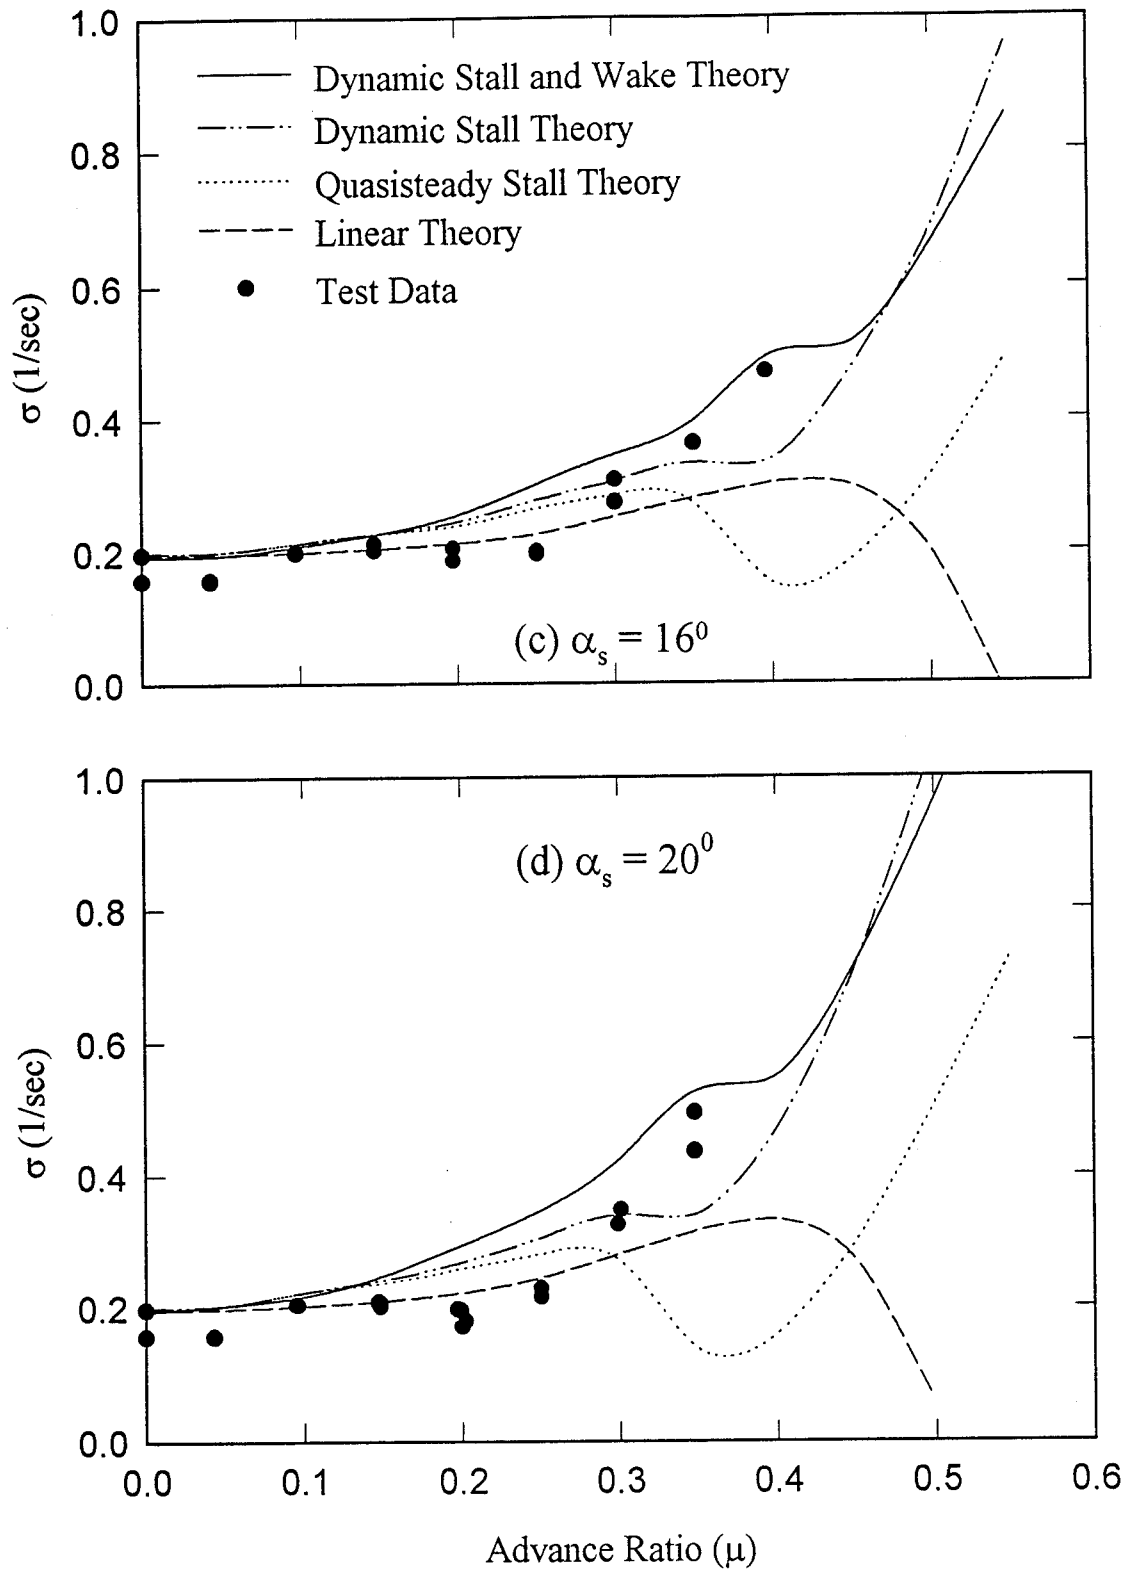 1.0
Dynamic Stall and Wake Theory
Dynamic Stall Theory
0.8
Quasisteady Stall Theory
Linear Theory
0.6
Test Data
σ (1/sec)
0.4
0.2
(c) αs = 16⁰
0.0
1.0
(d) αs = 20⁰
0.8
0.6
σ (1/sec)
0.4
0.2
0.0
0.0 0.1 0.2 0.3 0.4 0.5 0.6
Advance Ratio (μ)